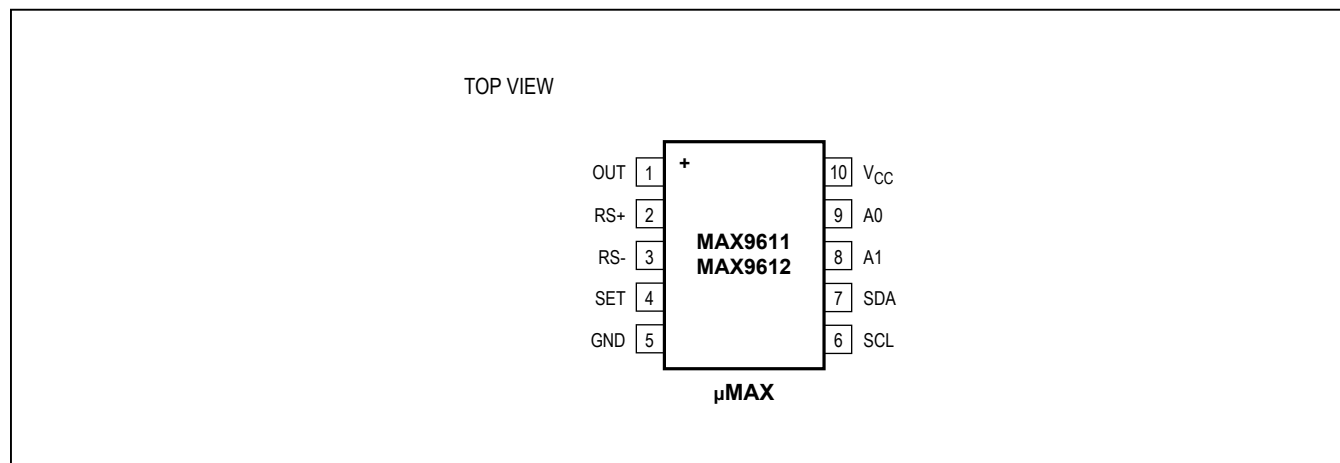 TOP VIEW
OUT 1 + 10 VCC
RS+ 2 9 A0
MAX9611
RS- 3 8 A1
MAX9612
SET 4 7 SDA
GND 5 6 SCL
µMAX